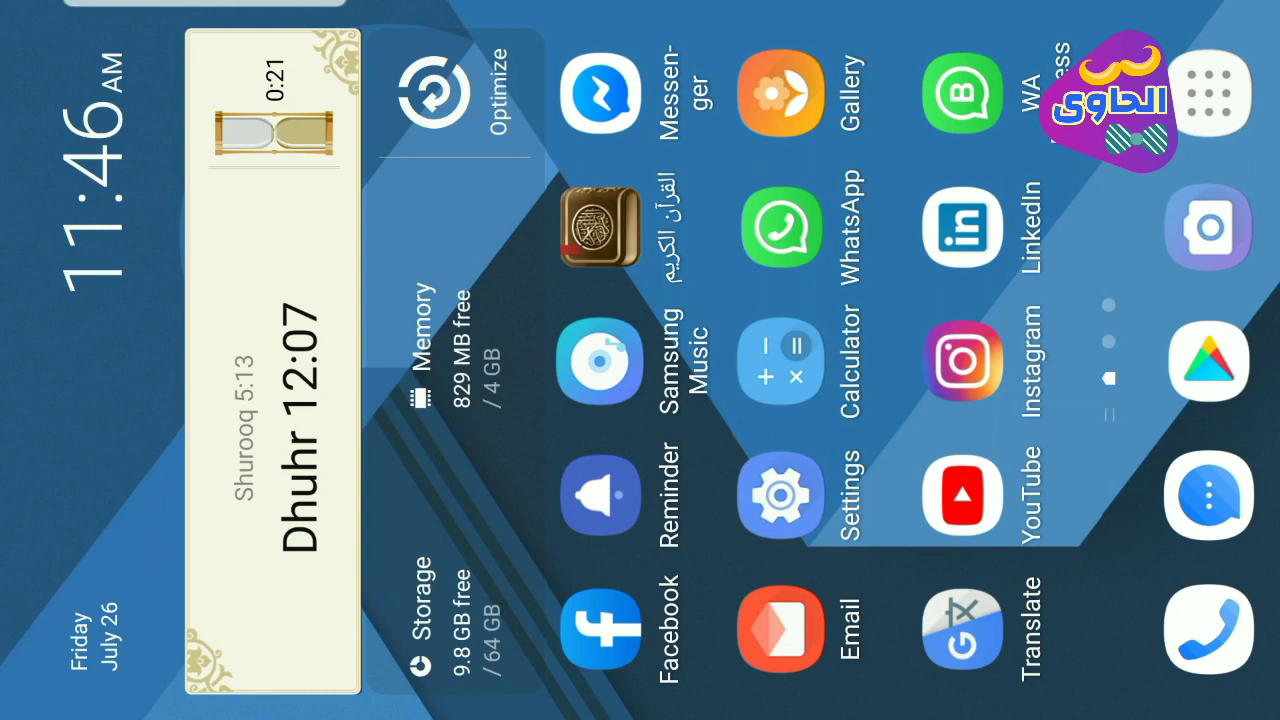 11:46 AM
Friday
July 26
Shurooq 5:13
Dhuhr 12:07
0:21
Storage
9.8 GB free
/ 64 GB
Memory
829 MB free
/ 4 GB
Optimize
Facebook
Reminder
Samsung
Music
القرآن الكريم
Messen-
ger
Email
Settings
Calculator
WhatsApp
Gallery
Translate
YouTube
Instagram
LinkedIn
WA
الحاوى